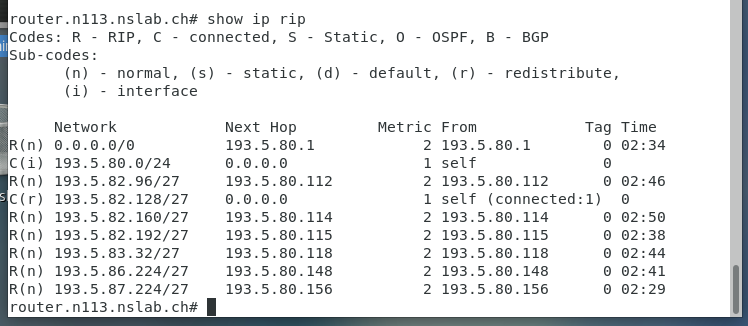 router.n113.nslab.ch# show ip rip
Codes: R - RIP, C - connected, S - Static, O - OSPF, B - BGP
Sub-codes:
      (n) - normal, (s) - static, (d) - default, (r) - redistribute,
      (i) - interface

     Network            Next Hop         Metric From            Tag Time
R(n) 0.0.0.0/0          193.5.80.1            2 193.5.80.1        0 02:34
C(i) 193.5.80.0/24      0.0.0.0               1 self              0
R(n) 193.5.82.96/27     193.5.80.112          2 193.5.80.112      0 02:46
C(r) 193.5.82.128/27    0.0.0.0               1 self (connected:1)  0
R(n) 193.5.82.160/27    193.5.80.114          2 193.5.80.114      0 02:50
R(n) 193.5.82.192/27    193.5.80.115          2 193.5.80.115      0 02:38
R(n) 193.5.83.32/27     193.5.80.118          2 193.5.80.118      0 02:44
R(n) 193.5.86.224/27    193.5.80.148          2 193.5.80.148      0 02:41
R(n) 193.5.87.224/27    193.5.80.156          2 193.5.80.156      0 02:29
router.n113.nslab.ch#